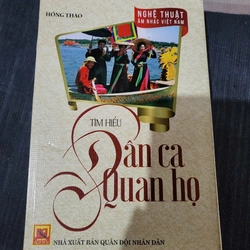 HỒNG THAO
NGHỆ THUẬT
ÂM NHẠC VIỆT NAM
TÌM HIỂU
Dân ca
Quan họ
NHÀ XUẤT BẢN QUÂN ĐỘI NHÂN DÂN